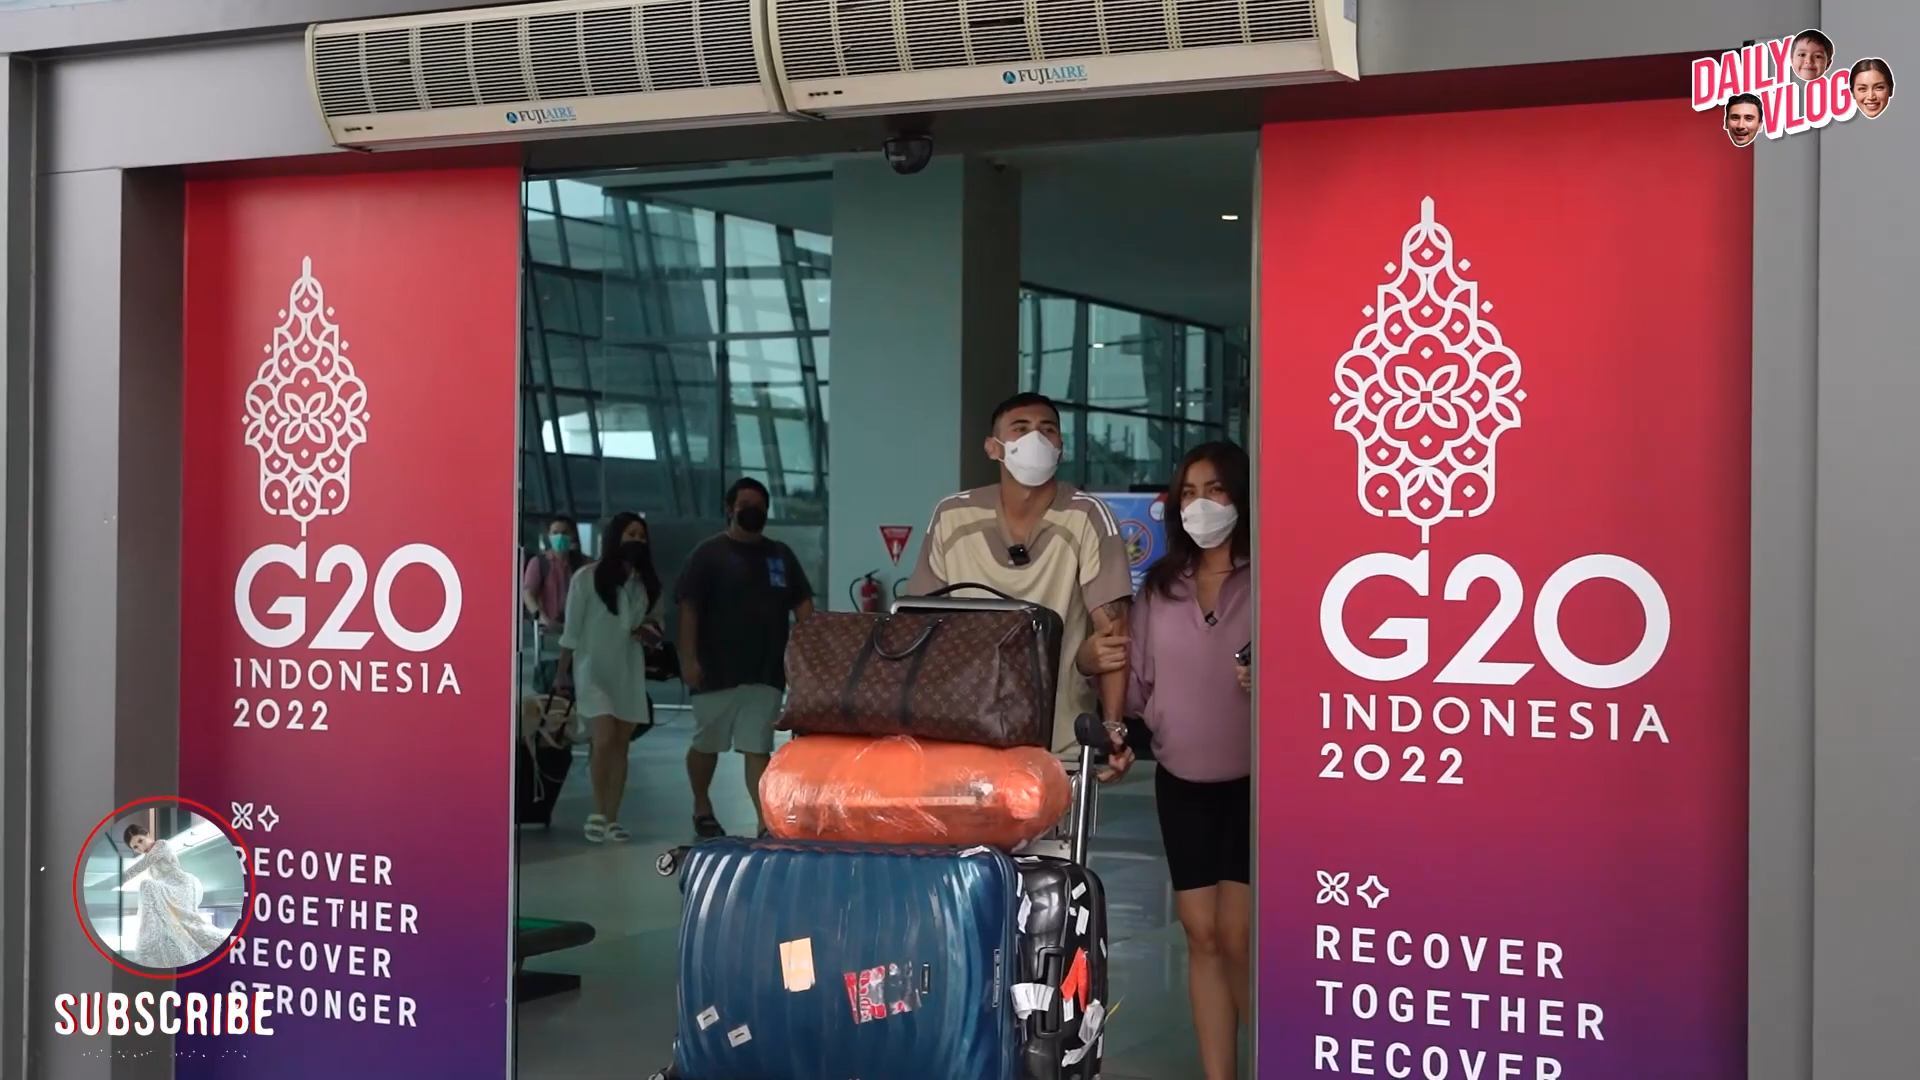 FUJIAIRE
FUJIAIRE
DAILY
VLOG
G20
INDONESIA
2022
RECOVER
TOGETHER
RECOVER
STRONGER
G20
INDONESIA
2022
RECOVER
TOGETHER
RECOVER
SUBSCRIBE